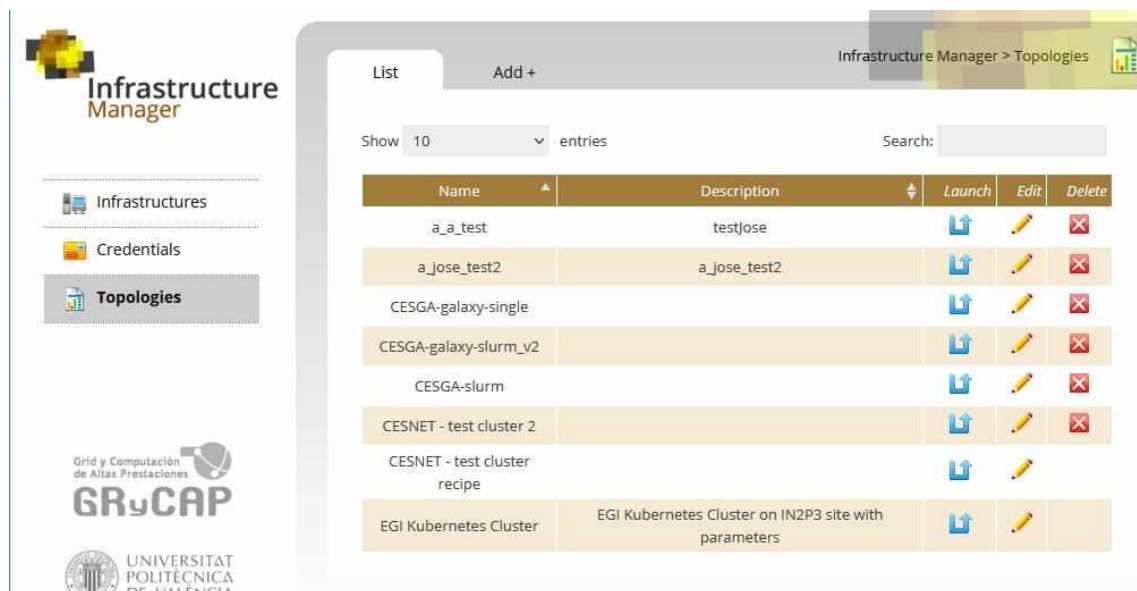 Infrastructure
Manager
Infrastructures
Credentials
Topologies
Grid y Computación
de Altas Prestaciones
GRyCAP
UNIVERSITAT
POLITÈCNICA
DE VALÈNCIA
List Add +
Infrastructure Manager > Topologies
Show 10 entries Search:
Name Description Launch Edit Delete
a_a_test testJose
a_jose_test2 a_jose_test2
CESGA-galaxy-single
CESGA-galaxy-slurm_v2
CESGA-slurm
CESNET - test cluster 2
CESNET - test cluster
recipe
EGI Kubernetes Cluster EGI Kubernetes Cluster on IN2P3 site with
parameters